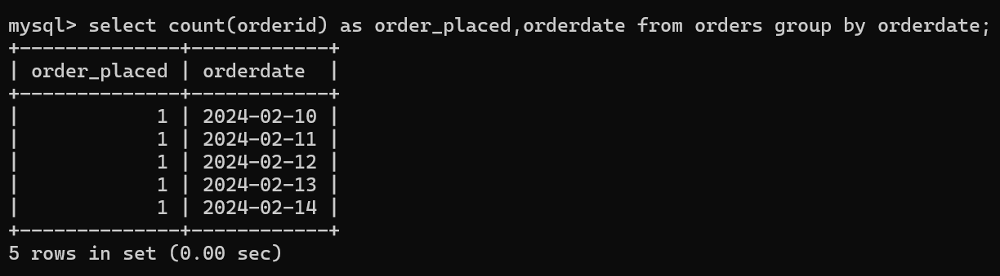 mysql> select count(orderid) as order_placed,orderdate from orders group by orderdate;
+--------------+------------+
| order_placed | orderdate  |
+--------------+------------+
|            1 | 2024-02-10 |
|            1 | 2024-02-11 |
|            1 | 2024-02-12 |
|            1 | 2024-02-13 |
|            1 | 2024-02-14 |
+--------------+------------+
5 rows in set (0.00 sec)